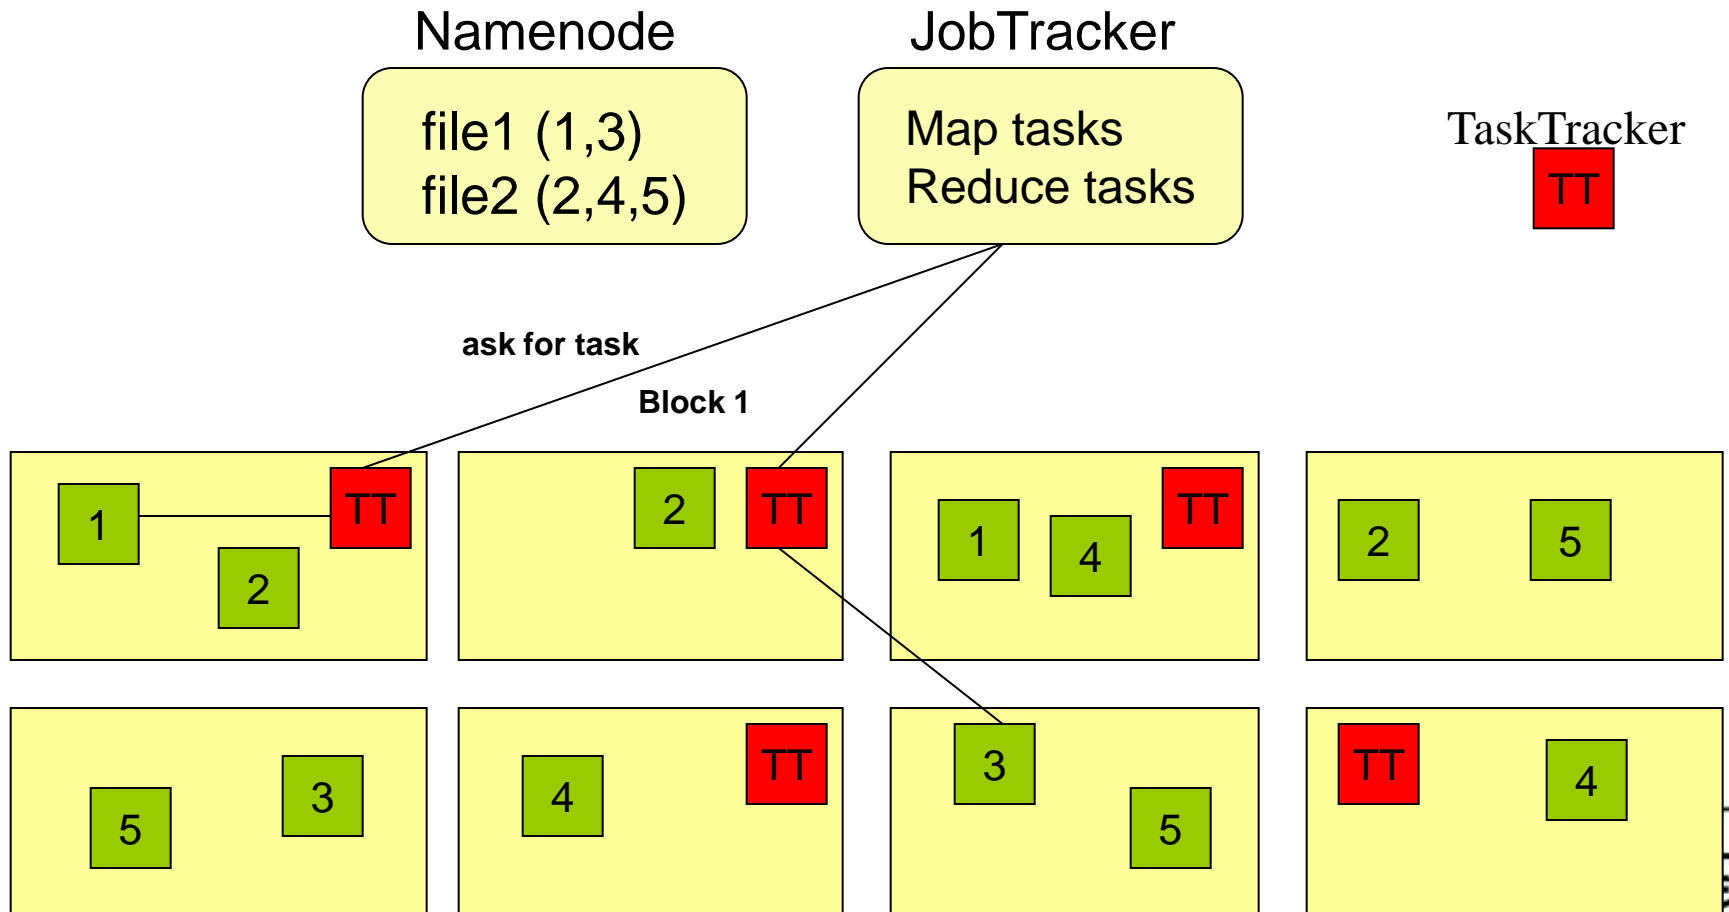 Namenode
JobTracker
file1 (1,3)
file2 (2,4,5)
Map tasks
Reduce tasks
TaskTracker
TT
ask for task
Block 1
1
2
TT
2
TT
1
4
TT
2
5
5
3
4
TT
3
5
TT
4